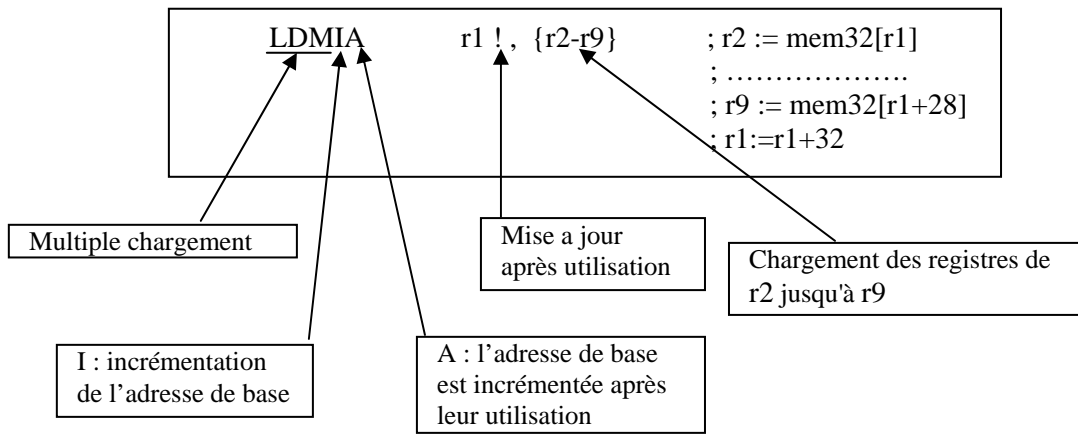 LDMIA r1 !, {r2-r9} ; r2 := mem32[r1]
; ………………
; r9 := mem32[r1+28]
; r1:=r1+32
Multiple chargement
Mise a jour
après utilisation
Chargement des registres de
r2 jusqu'à r9
I : incrémentation
de l’adresse de base
A : l’adresse de base
est incrémentée après
leur utilisation